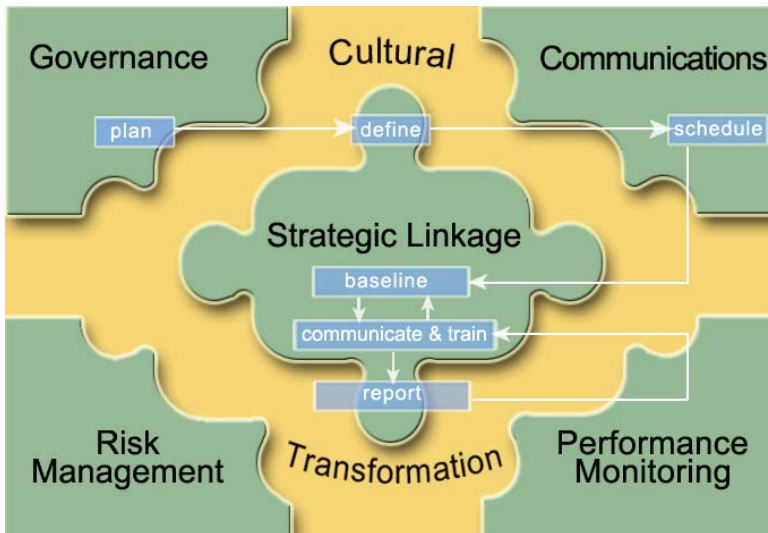 Governance
Cultural
Communications
plan
define
schedule
Strategic Linkage
baseline
communicate & train
report
Risk
Management
Transformation
Performance
Monitoring